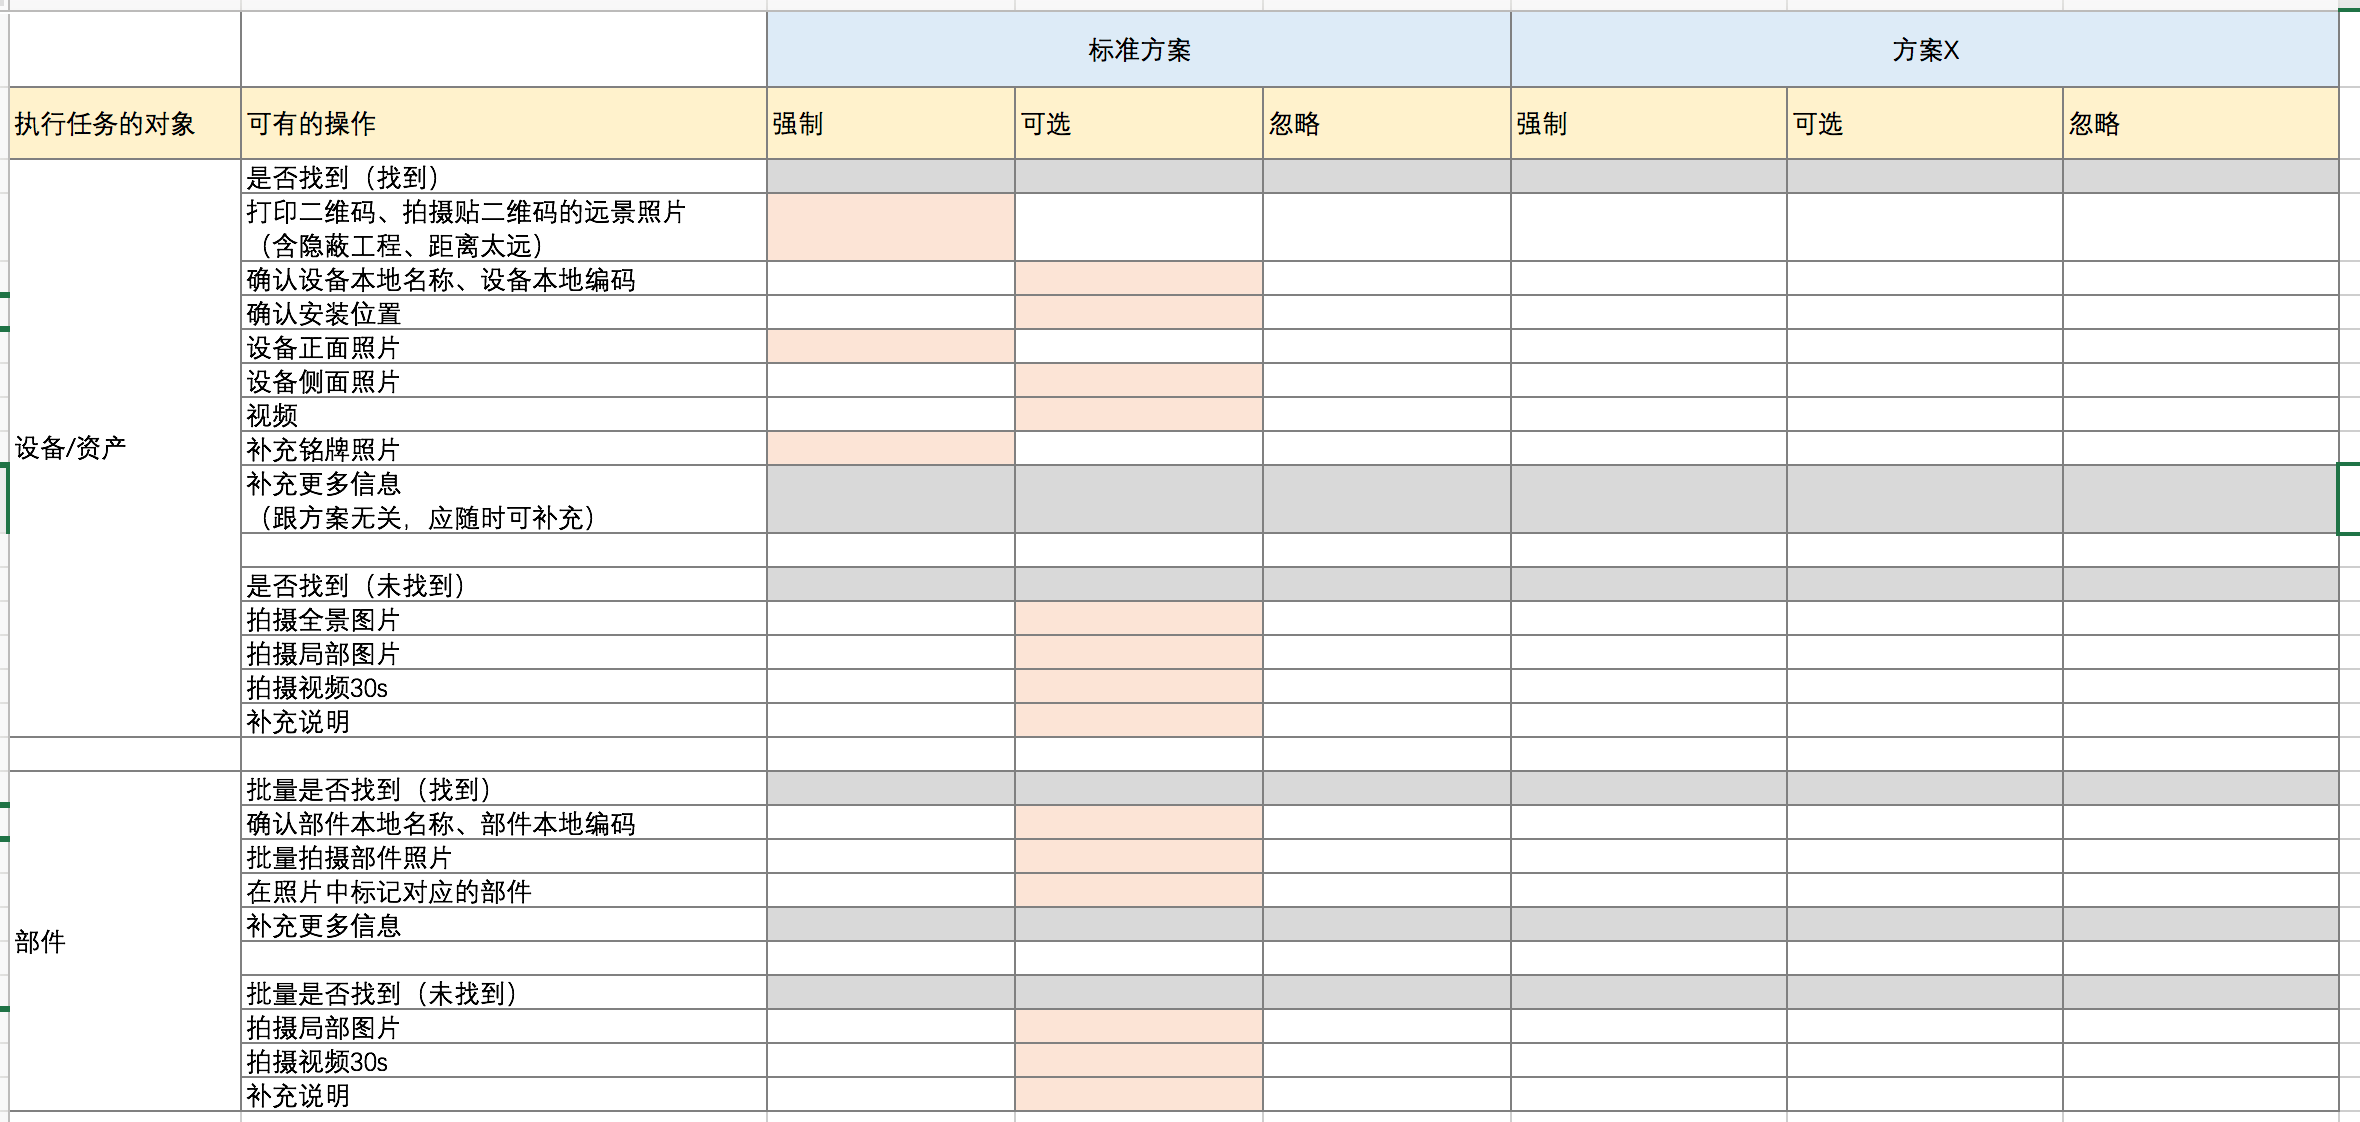 标准方案
方案X
执行任务的对象
可有的操作
强制
可选
忽略
强制
可选
忽略
设备/资产
是否找到（找到）
打印二维码、拍摄贴二维码的远景照片
（含隐蔽工程、距离太远）
确认设备本地名称、设备本地编码
确认安装位置
设备正面照片
设备侧面照片
视频
补充铭牌照片
补充更多信息
（跟方案无关，应随时可补充）
是否找到（未找到）
拍摄全景图片
拍摄局部图片
拍摄视频30s
补充说明
部件
批量是否找到（找到）
确认部件本地名称、部件本地编码
批量拍摄部件照片
在照片中标记对应的部件
补充更多信息
批量是否找到（未找到）
拍摄局部图片
拍摄视频30s
补充说明